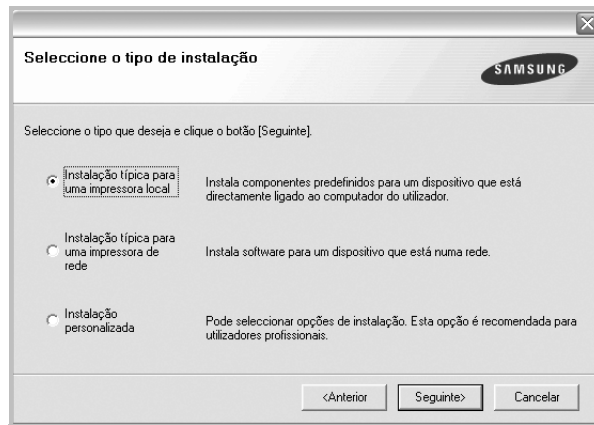 Seleccione o tipo de instalação
SAMSUNG
Seleccione o tipo que deseja e clique o botão [Seguinte].
Instalação típica para
uma impressora local
Instala componentes predefinidos para um dispositivo que está
directamente ligado ao computador do utilizador.
Instalação típica para
uma impressora de
rede
Instala software para um dispositivo que está numa rede.
Instalação
personalizada
Pode seleccionar opções de instalação. Esta opção é recomendada para
utilizadores profissionais.
<Anterior
Seguinte>
Cancelar